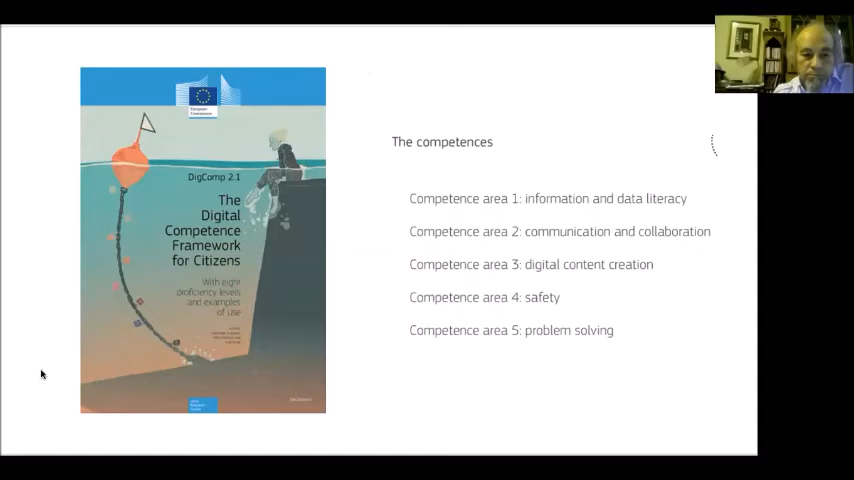 European
Commission
DigComp 2.1
The
Digital
Competence
Framework
for Citizens
With eight
proficiency levels
and examples
of use
The competences
Competence area 1: information and data literacy
Competence area 2: communication and collaboration
Competence area 3: digital content creation
Competence area 4: safety
Competence area 5: problem solving